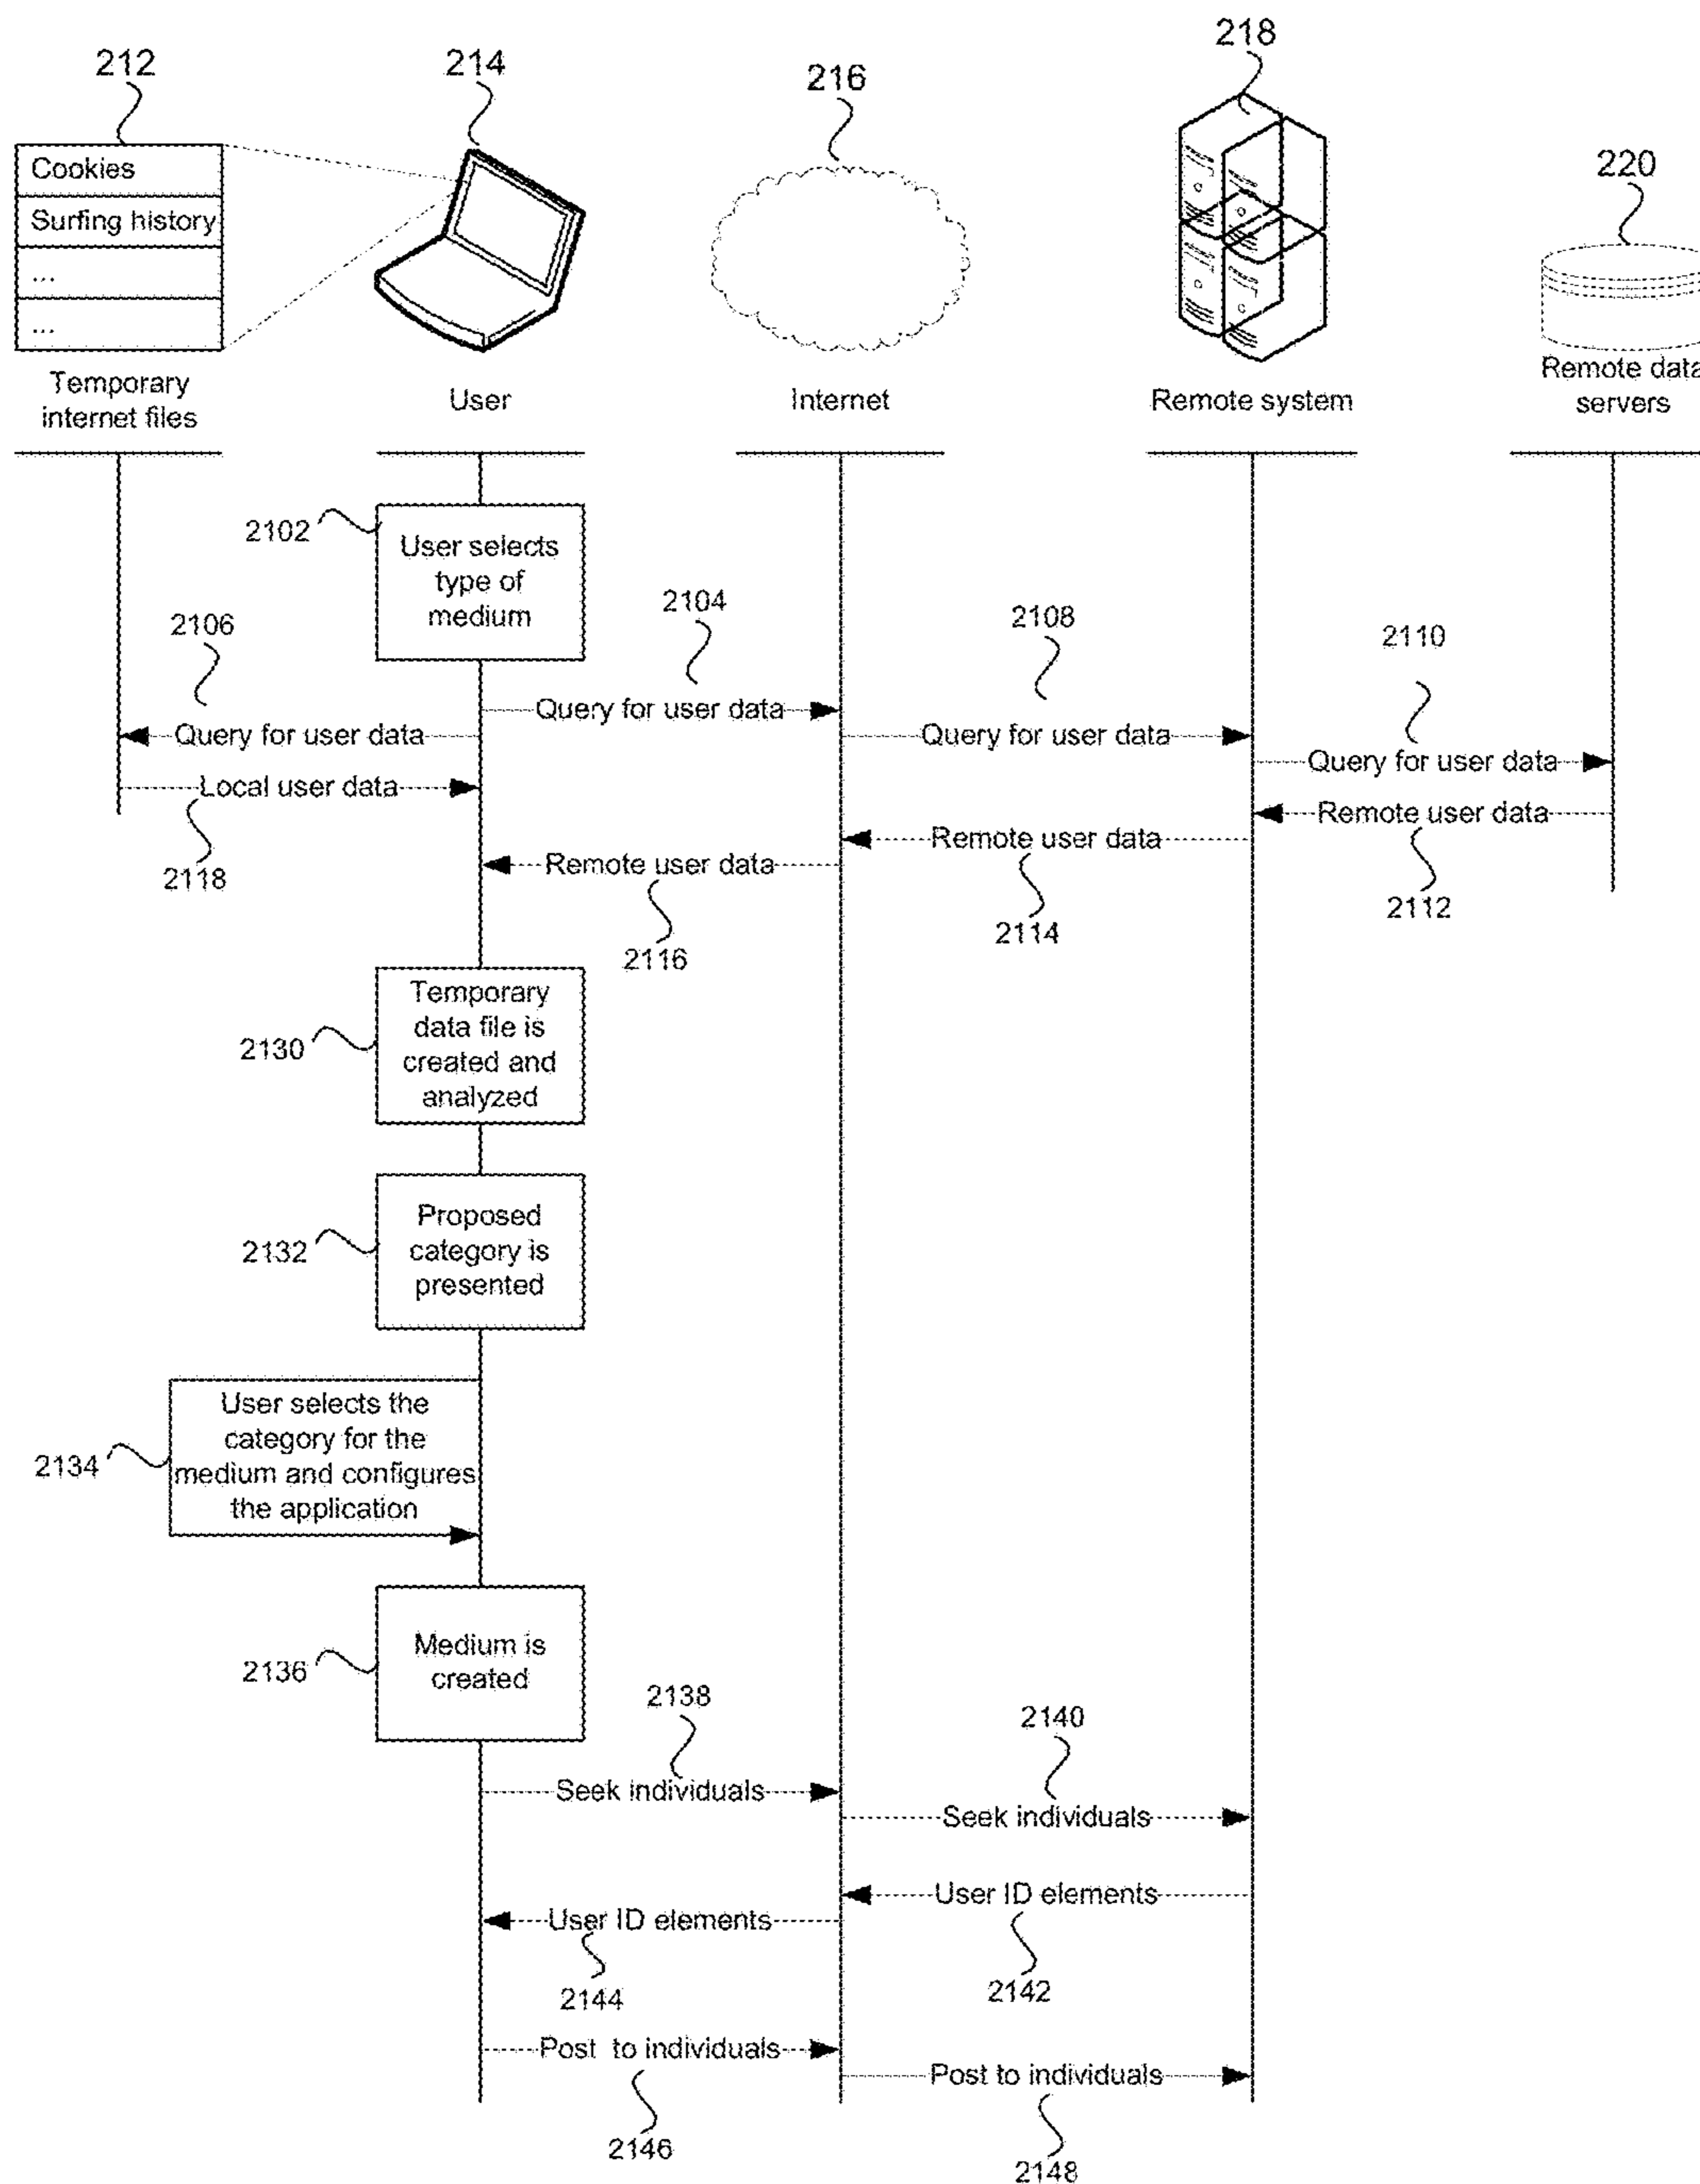 212
214
216
218
220
Cookies
Surfing history
...
...
Temporary
internet files
User
Internet
Remote system
Remote data
servers
2102
User selects
type of
medium
2104
2106
2108
2110
Query for user data
Query for user data
Query for user data
Query for user data
Local user data
Remote user data
Remote user data
Remote user data
2118
2116
2114
2112
2130
Temporary
data file is
created and
analyzed
2132
Proposed
category is
presented
2134
User selects the
category for the
medium and configures
the application
2136
Medium is
created
2138
2140
Seek individuals
Seek individuals
User ID elements
User ID elements
2144
2142
Post to individuals
Post to individuals
2146
2148